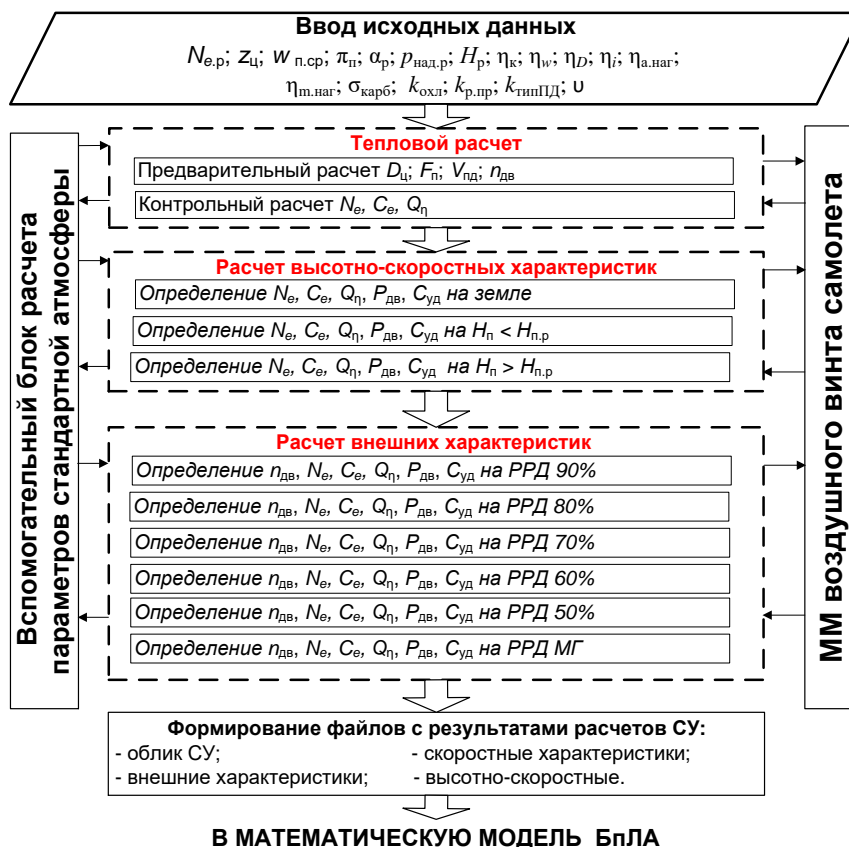 Ввод исходных данных
Nе.р; zц; w п.ср; πп; αр; pнад.р; Hр; ηк; ηw; ηD; ηi; ηа.наг;
ηm.наг; σкарб; kохл; kр.пр; kтипПД; υ
Вспомогательный блок расчета
параметров стандартной атмосферы
Тепловой расчет
Предварительный расчет Dц; Fп; Vпд; nдв
Контрольный расчет Ne, Ce, Qη
Расчет высотно-скоростных характеристик
Определение Ne, Ce, Qη, Pдв, Cуд на земле
Определение Ne, Ce, Qη, Pдв, Cуд на Hп < Hп.р
Определение Ne, Ce, Qη, Pдв, Cуд на Hп > Hп.р
Расчет внешних характеристик
Определение nдв, Ne, Ce, Qη, Pдв, Cуд на РРД 90%
Определение nдв, Ne, Ce, Qη, Pдв, Cуд на РРД 80%
Определение nдв, Ne, Ce, Qη, Pдв, Cуд на РРД 70%
Определение nдв, Ne, Ce, Qη, Pдв, Cуд на РРД 60%
Определение nдв, Ne, Ce, Qη, Pдв, Cуд на РРД 50%
Определение nдв, Ne, Ce, Qη, Pдв, Cуд на РРД МГ
ММ воздушного винта самолета
Формирование файлов с результатами расчетов СУ:
- облик СУ; - скоростные характеристики;
- внешние характеристики; - высотно-скоростные.
В МАТЕМАТИЧЕСКУЮ МОДЕЛЬ БпЛА